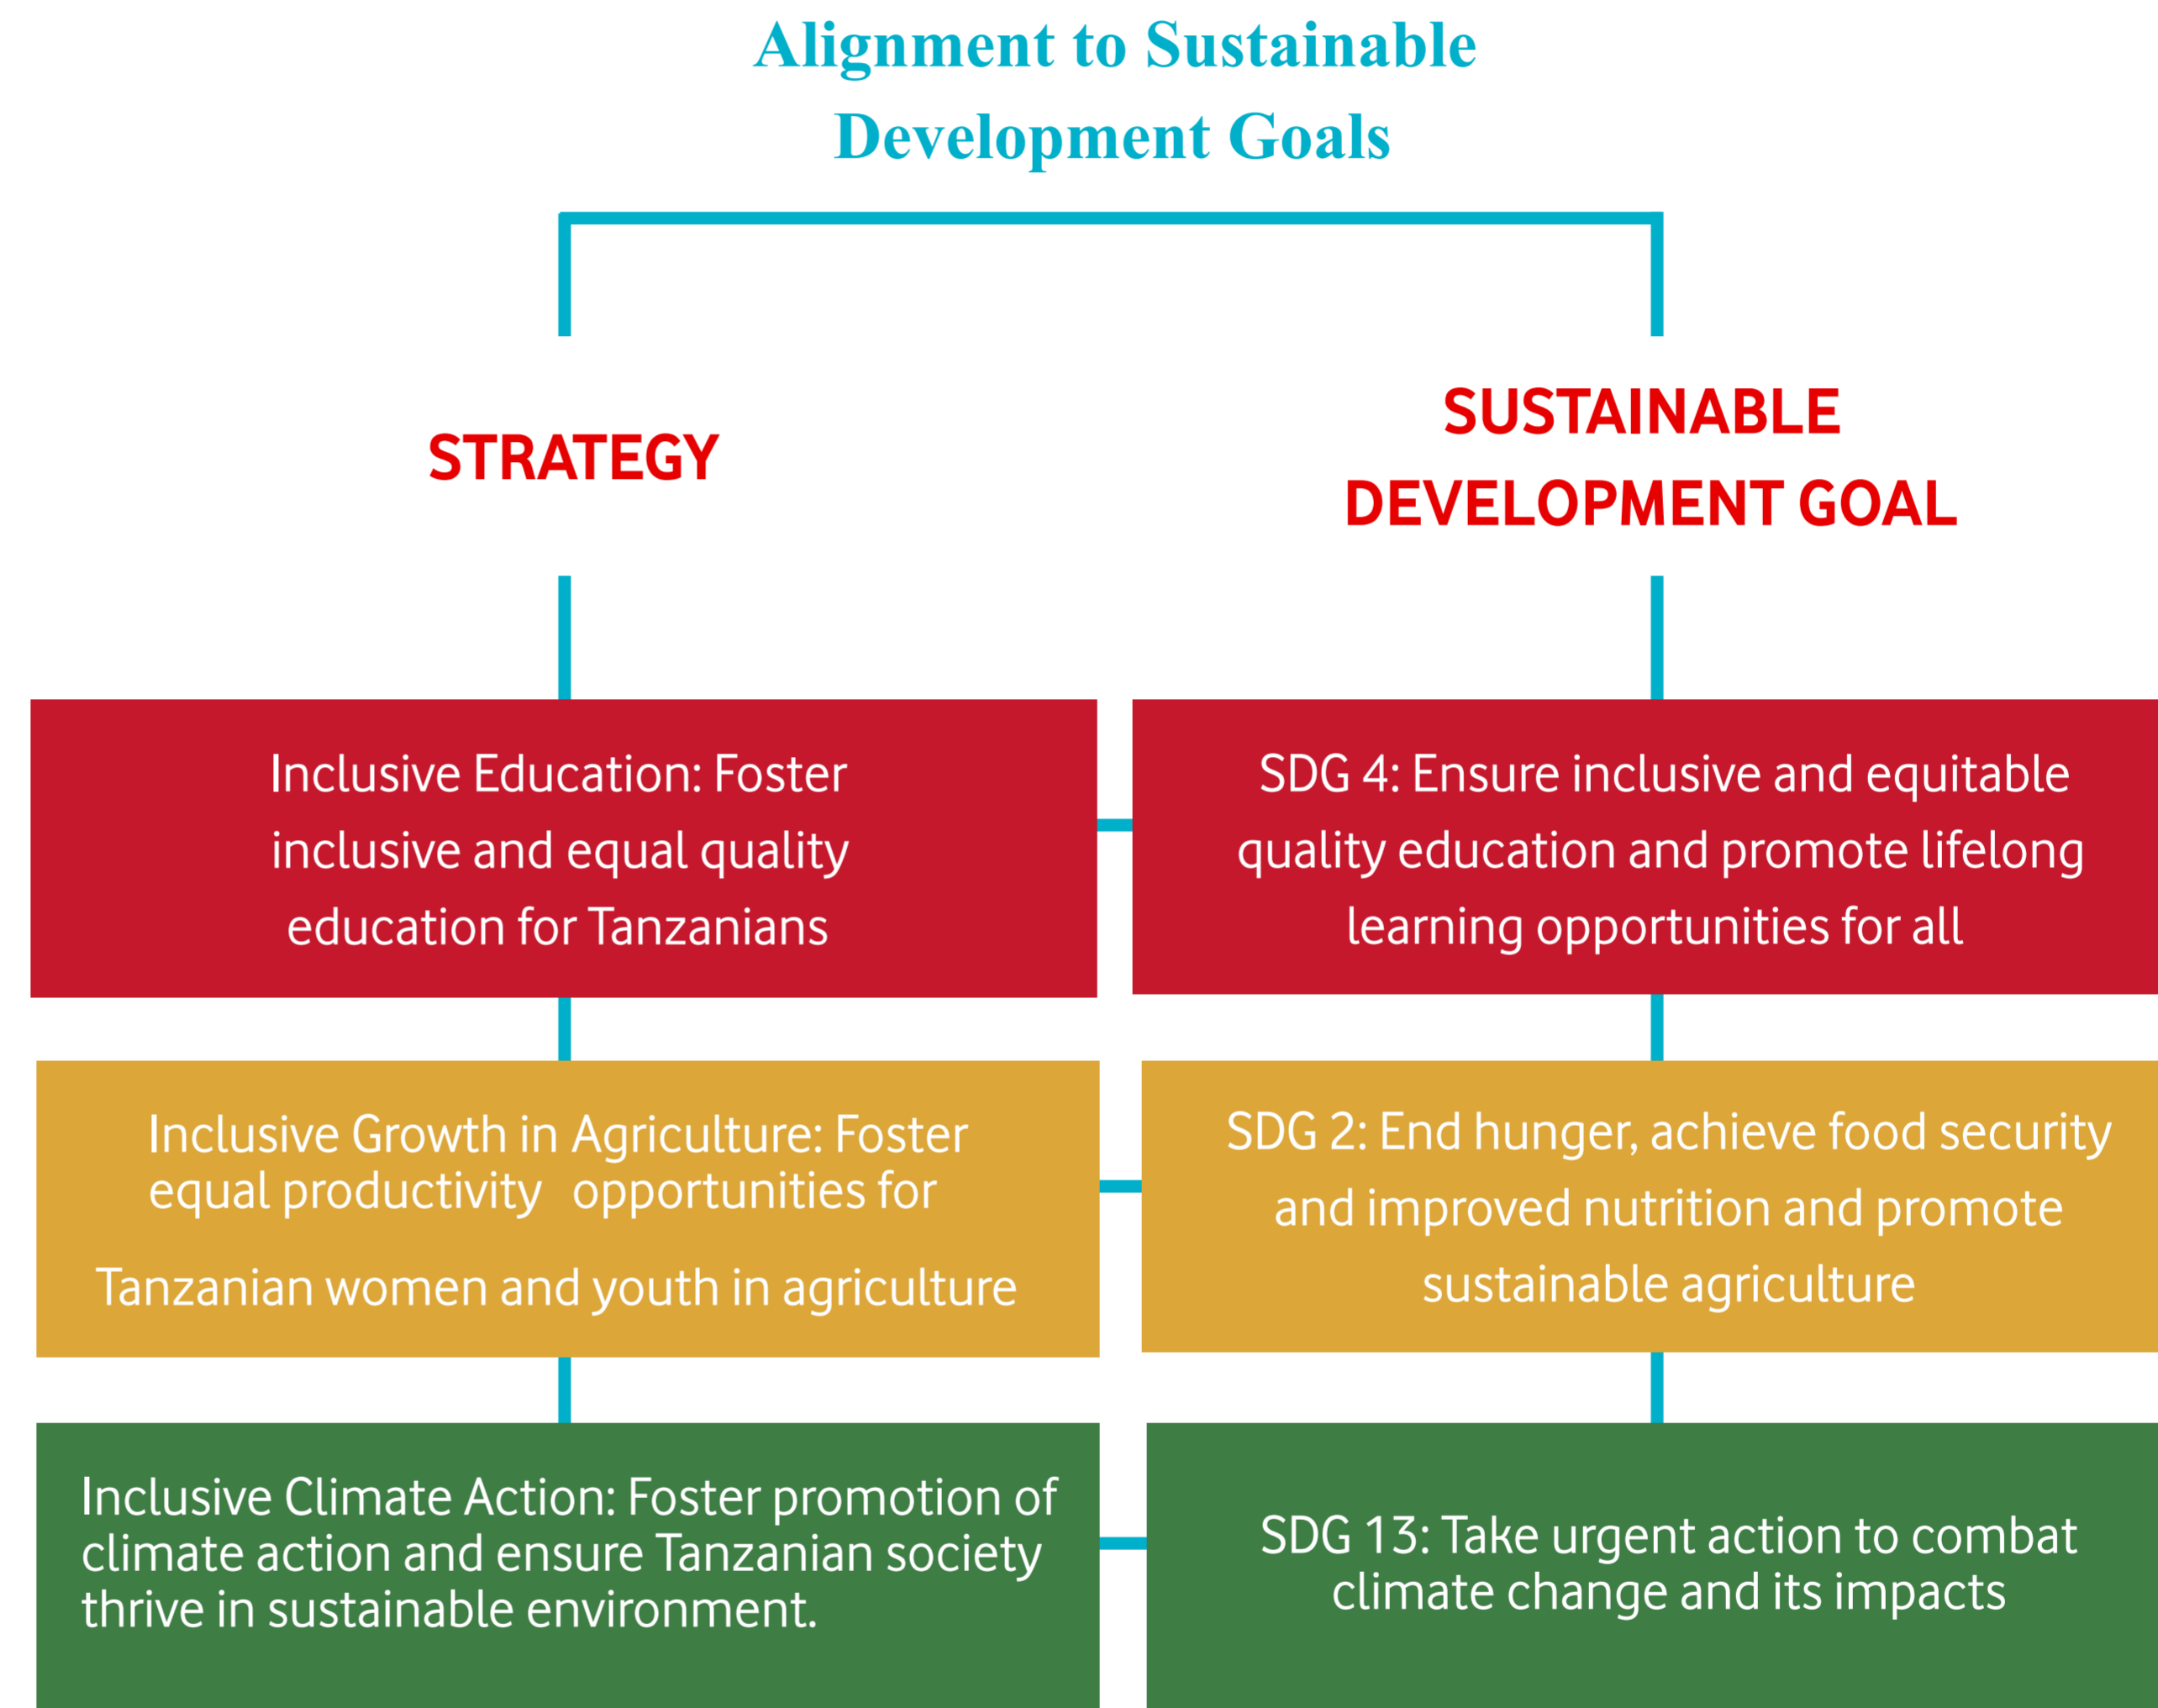 Alignment to Sustainable
Development Goals
STRATEGY
SUSTAINABLE
DEVELOPMENT GOAL
Inclusive Education: Foster
inclusive and equal quality
education for Tanzanians
SDG 4: Ensure inclusive and equitable
quality education and promote lifelong
learning opportunities for all
Inclusive Growth in Agriculture: Foster
equal productivity opportunities for
Tanzanian women and youth in agriculture
SDG 2: End hunger, achieve food security
and improved nutrition and promote
sustainable agriculture
Inclusive Climate Action: Foster promotion of
climate action and ensure Tanzanian society
thrive in sustainable environment.
SDG 13: Take urgent action to combat
climate change and its impacts